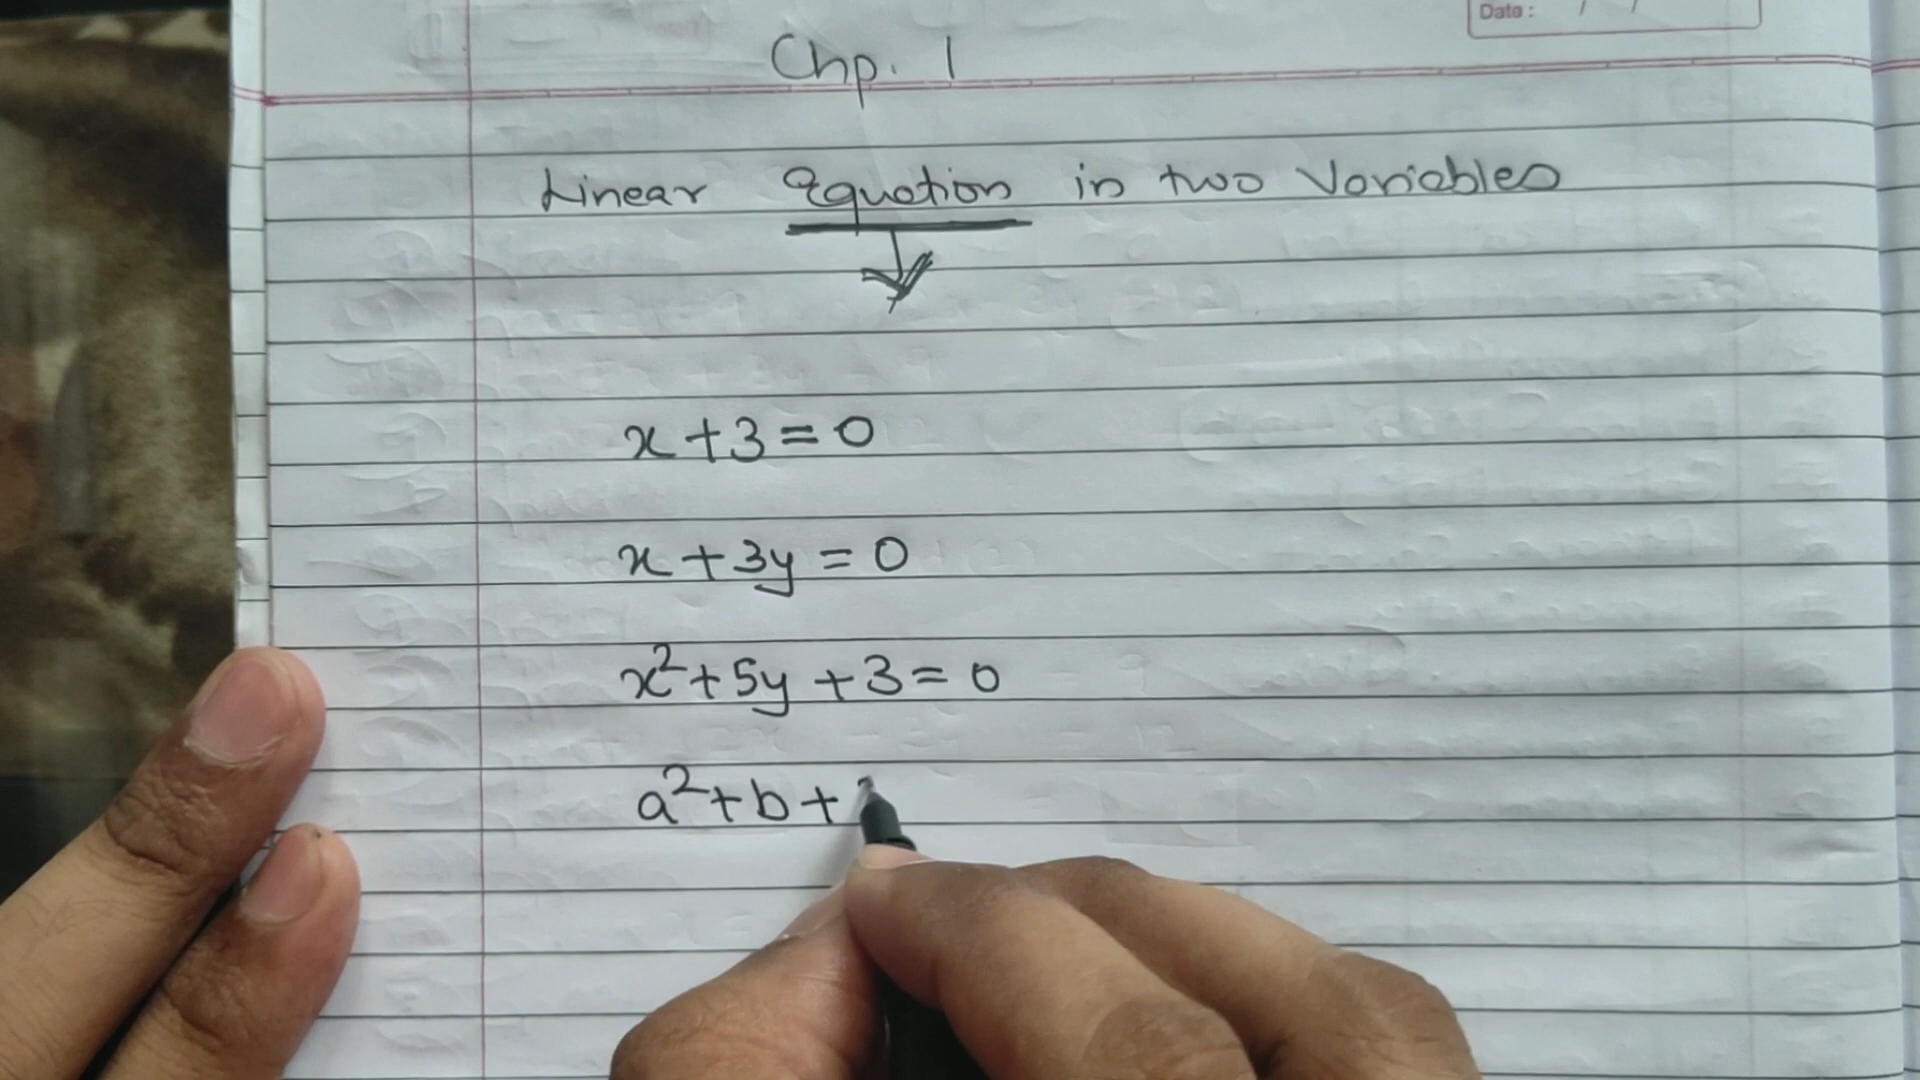 Date : / /
Chp. 1
Linear Equation in two Variables
x + 3 = 0
x + 3y = 0
x² + 5y + 3 = 0
a² + b +